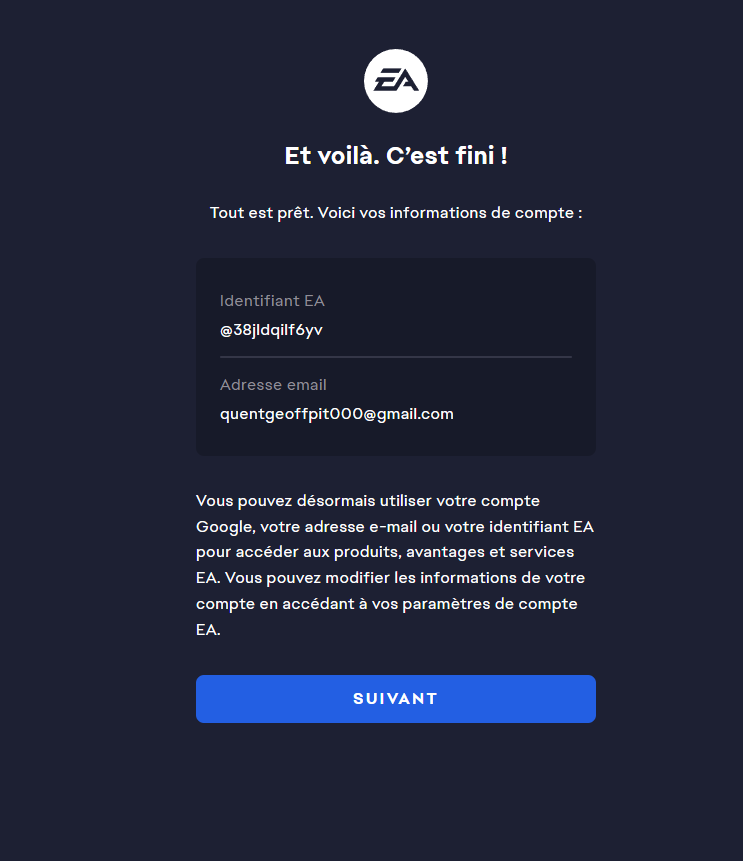 EA
Et voilà. C’est fini !
Tout est prêt. Voici vos informations de compte :
Identifiant EA
@38jldqilf6yv
Adresse email
quentgeoffpit000@gmail.com
Vous pouvez désormais utiliser votre compte
Google, votre adresse e-mail ou votre identifiant EA
pour accéder aux produits, avantages et services
EA. Vous pouvez modifier les informations de votre
compte en accédant à vos paramètres de compte
EA.
SUIVANT